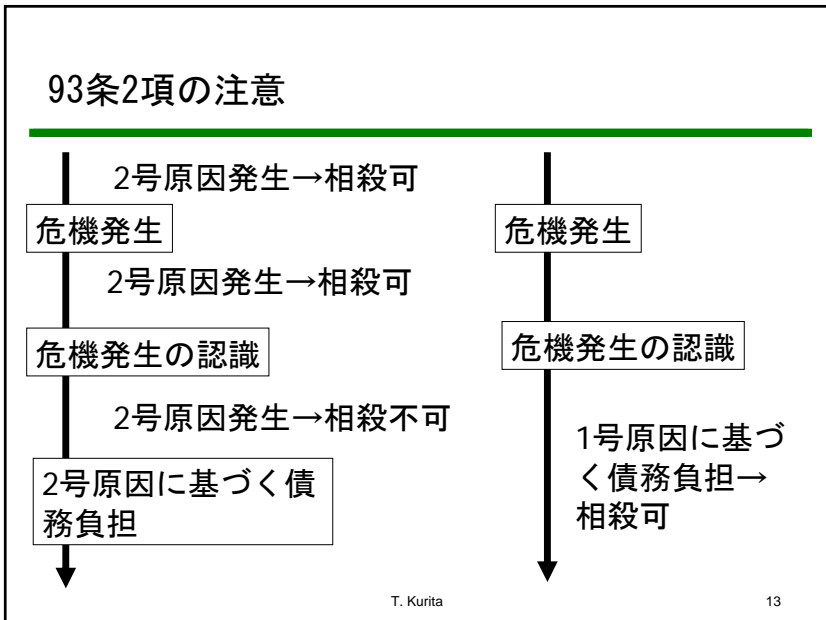 93条2項の注意
2号原因発生→相殺可
危機発生
2号原因発生→相殺可
危機発生の認識
2号原因発生→相殺不可
2号原因に基づく債
務負担
危機発生
危機発生の認識
1号原因に基づ
く債務負担→
相殺可
T. Kurita
13